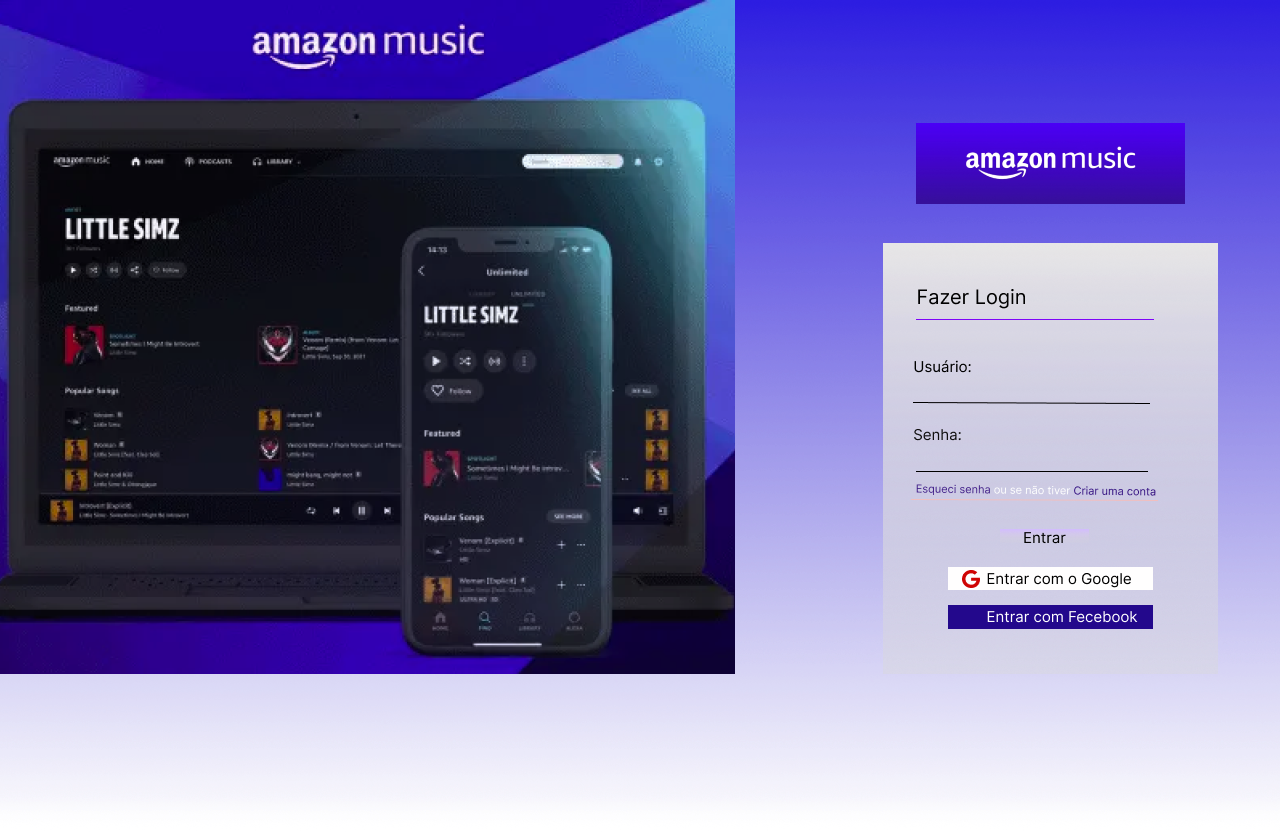 amazon music
amazon music
HOME
PODCASTS
LIBRARY
Search
ARTIST
LITTLE SIMZ
Follow
Featured
SPOTLIGHT
Sometimes I Might Be Introvert
Little Simz
ALBUM
Venom (Remix) [from Venom: Let
Carnage]
Little Simz, Sep 30, 2021
Popular Songs
SEE ALL
Venom E
Little Simz
Introvert E
Little Simz
Woman E
Little Simz [feat. Cleo Sol]
Venom (Remix / from Venom: Let There
Little Simz
Point and Kill
Little Simz & Obongjayar
might bang, might not E
Little Simz
Introvert [Explicit]
Little Simz - Sometimes I Might Be Introvert
14:13
Unlimited
LIBRARY
UNLIMITED
LITTLE SIMZ
Follow
Featured
SPOTLIGHT
Sometimes I Might Be Introv...
Little Simz
Popular Songs
SEE MORE
Venom [Explicit] E
Little Simz
HD
Woman [Explicit] E
Little Simz [feat. Cleo Sol]
ULTRA HD
HOME
FIND
LIBRARY
ALEXA
amazon music
Fazer Login
Usuário:
Senha:
Esqueci senha ou se não tiver Criar uma conta
Entrar
Entrar com o Google
Entrar com Fecebook